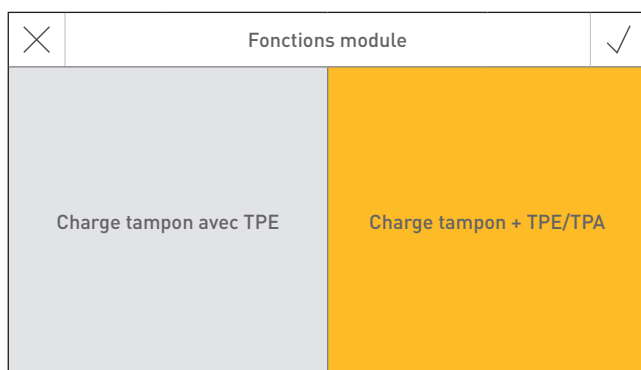 Fonctions module
Charge tampon avec TPE
Charge tampon + TPE/TPA